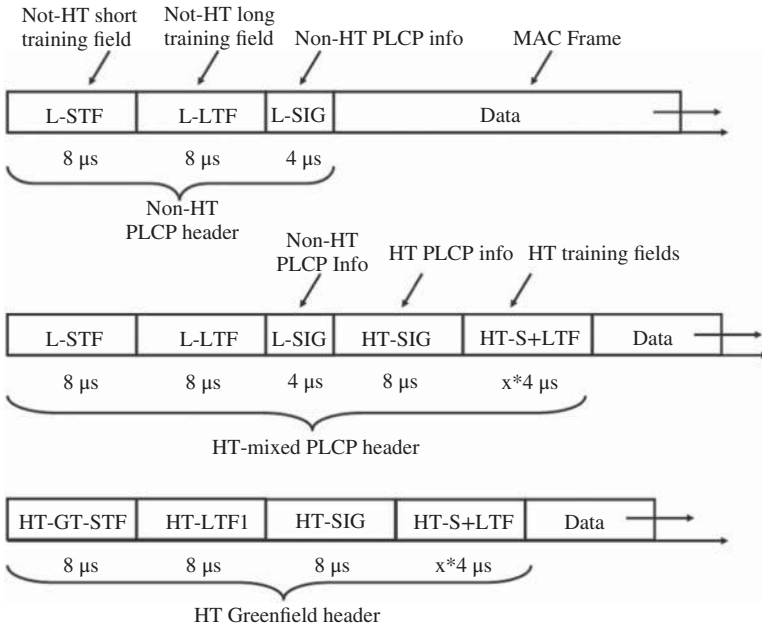 Not-HT short
training field
Not-HT long
training field
Non-HT PLCP info
MAC Frame
L-STF
L-LTF
L-SIG
Data
8 µs
8 µs
4 µs
Non-HT
PLCP header
Non-HT
PLCP Info
HT PLCP info
HT training fields
L-STF
L-LTF
L-SIG
HT-SIG
HT-S+LTF
Data
8 µs
8 µs
4 µs
8 µs
x*4 µs
HT-mixed PLCP header
HT-GT-STF
HT-LTF1
HT-SIG
HT-S+LTF
Data
8 µs
8 µs
8 µs
x*4 µs
HT Greenfield header